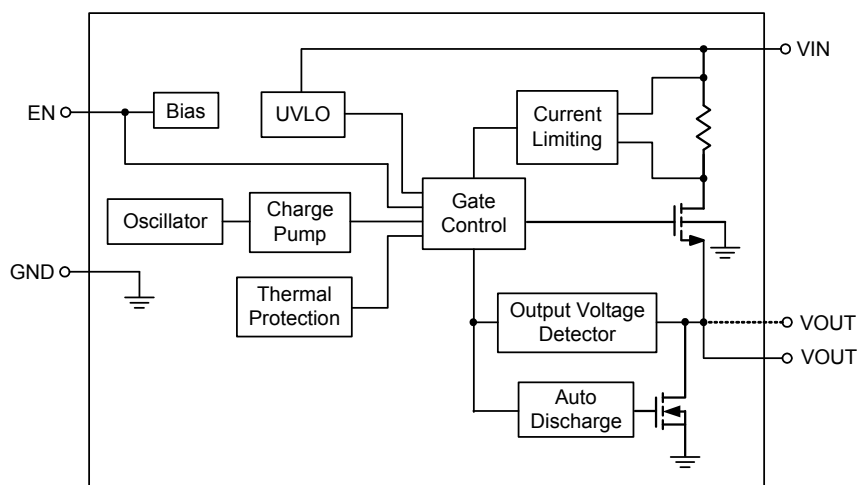 VIN
EN
Bias
UVLO
Current
Limiting
Oscillator
Charge
Pump
Gate
Control
GND
Thermal
Protection
Output Voltage
Detector
VOUT
VOUT
Auto
Discharge